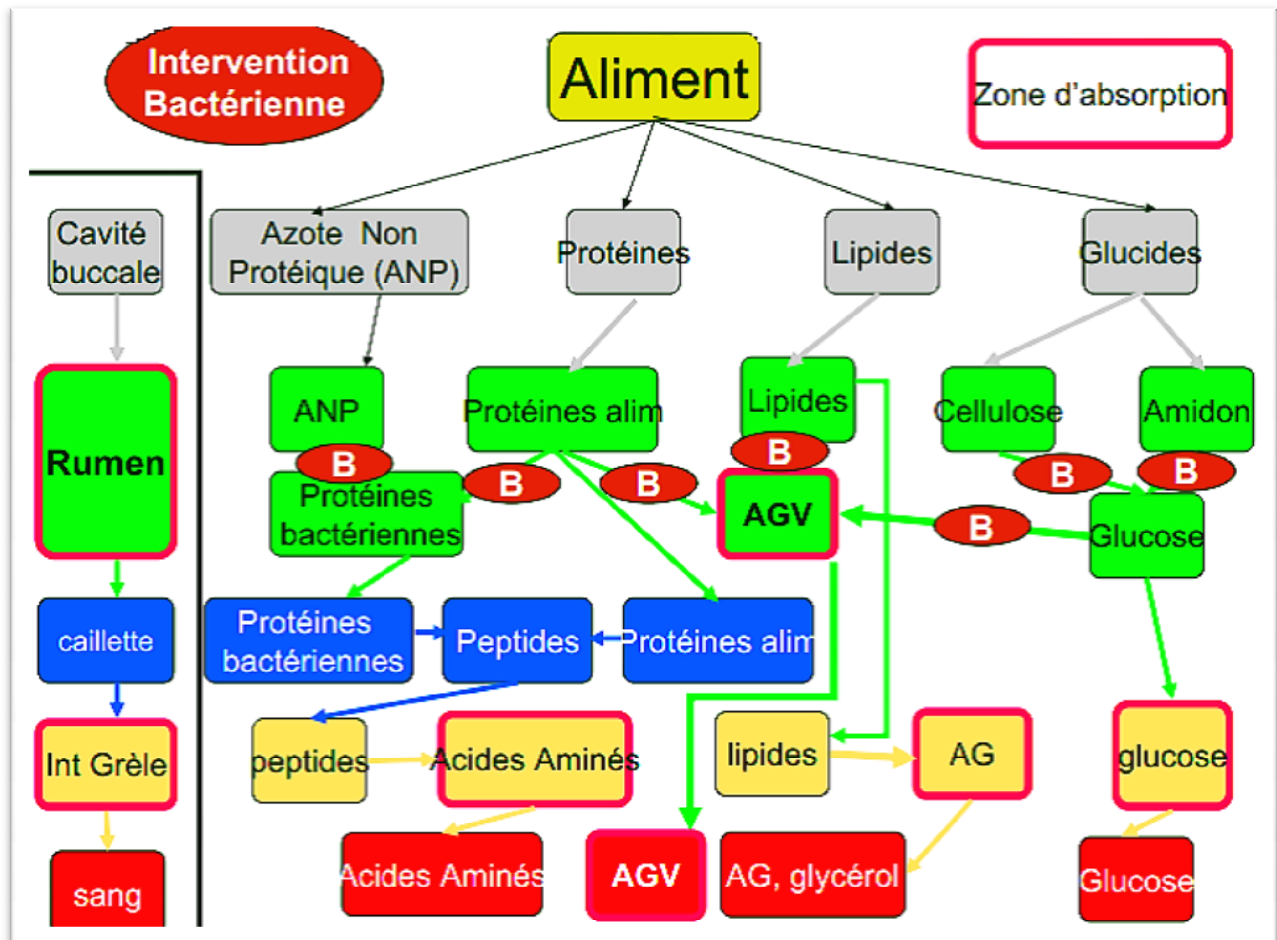 Intervention
Bactérienne
Aliment
Zone d'absorption
Cavité
buccale
Azote Non
Protéique (ANP)
Protéines
Lipides
Glucides
Rumen
ANP
Protéines alim
Lipides
Cellulose
Amidon
B
B
B
B
B
B
B
Protéines
bactériennes
AGV
Glucose
caillette
Protéines
bactériennes
Peptides
Protéines alim
Int Grèle
peptides
Acides Aminés
lipides
AG
glucose
sang
Acides Aminés
AGV
AG, glycérol
Glucose